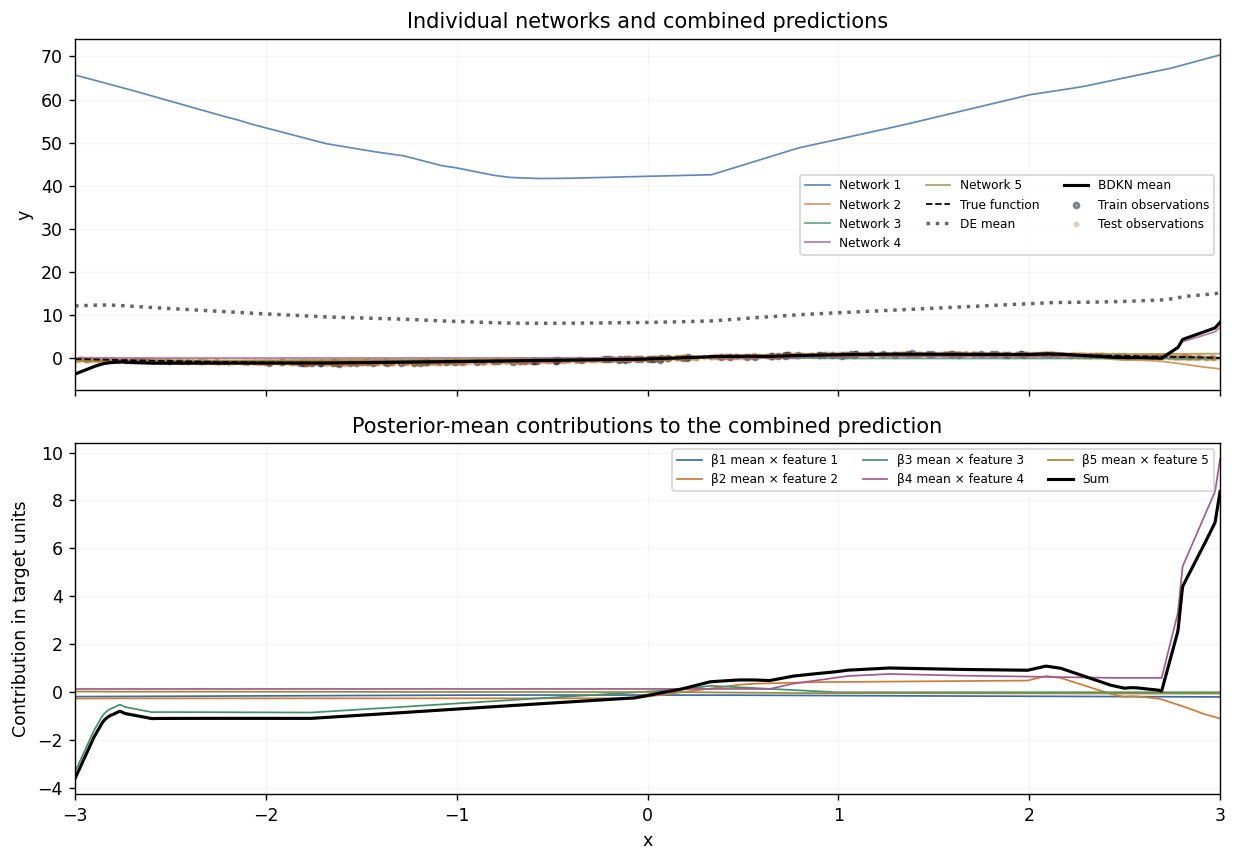 Individual networks and combined predictions
70
60
50
40
30
20
10
0
y
Network 1
Network 2
Network 3
Network 4
Network 5
True function
DE mean
BDKN mean
Train observations
Test observations
Posterior-mean contributions to the combined prediction
10
8
6
4
2
0
−2
−4
Contribution in target units
β1 mean × feature 1
β2 mean × feature 2
β3 mean × feature 3
β4 mean × feature 4
β5 mean × feature 5
Sum
−3
−2
−1
0
1
2
3
x